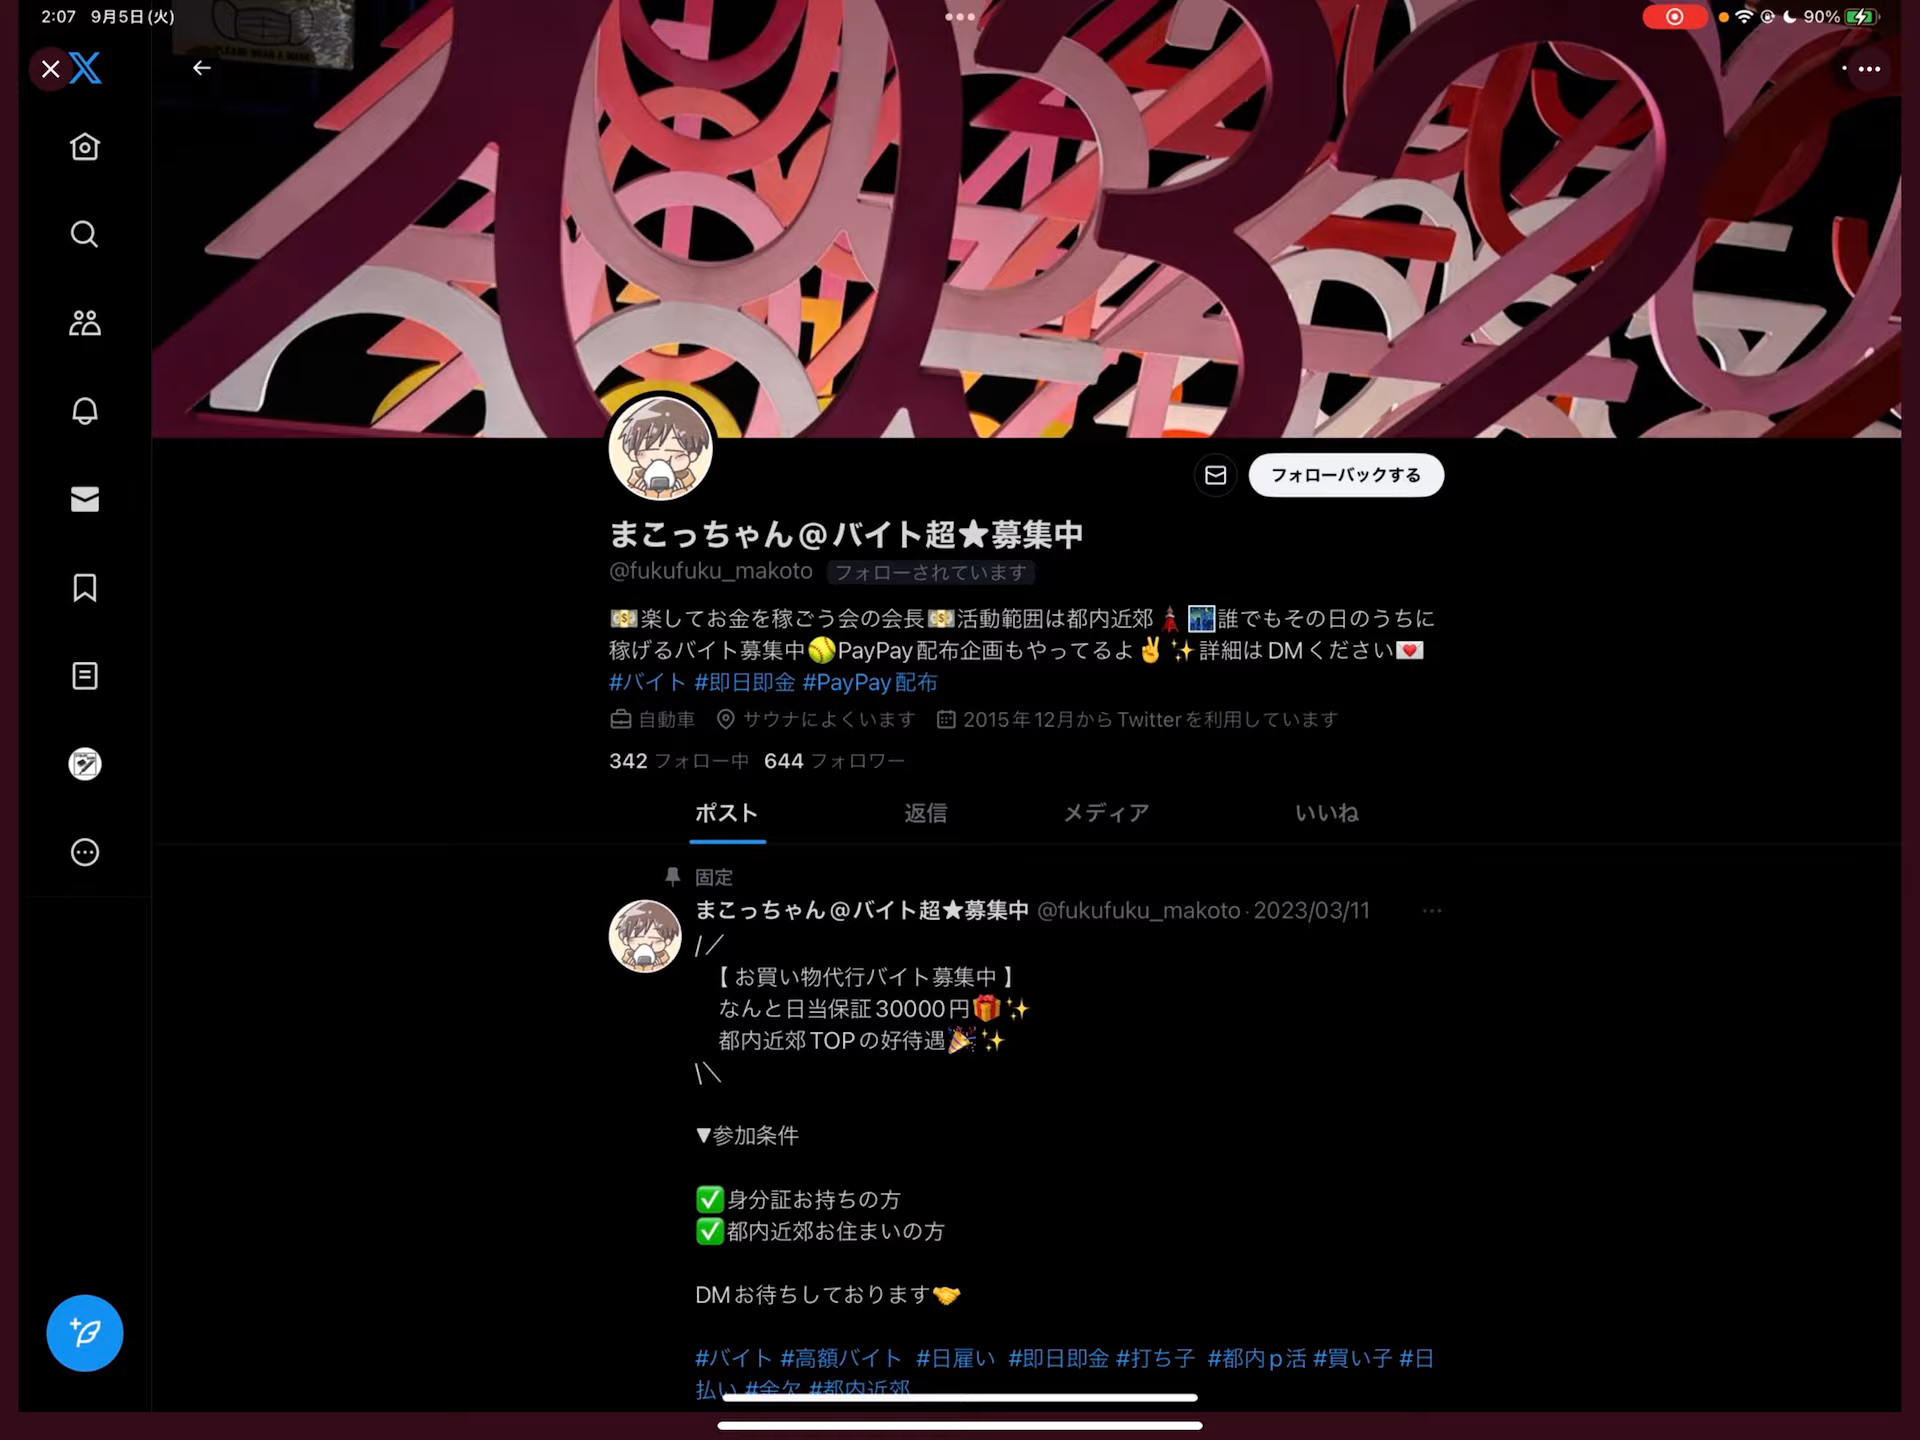 2:07 9月5日(火)
90%
PLEASE WEAR A MASK
フォローバックする
まこっちゃん@バイト超★募集中
@fukufuku_makoto フォローされています
💵楽してお金を稼ごう会の会長💵活動範囲は都内近郊🗼🌃誰でもその日のうちに
稼げるバイト募集中🥎PayPay配布企画もやってるよ✌️✨詳細はDMください💌
#バイト #即日即金 #PayPay配布
自動車 サウナによくいます 2015年12月からTwitterを利用しています
342 フォロー中 644 フォロワー
ポスト 返信 メディア いいね
固定
まこっちゃん@バイト超★募集中 @fukufuku_makoto · 2023/03/11
|／
【 お買い物代行バイト募集中 】
なんと日当保証30000円🎁✨
都内近郊TOPの好待遇🎉✨
|＼
▼参加条件
✅身分証お持ちの方
✅都内近郊お住まいの方
DMお待ちしております🤝
#バイト #高額バイト #日雇い #即日即金 #打ち子 #都内p活 #買い子 #日
払い #金欠 #都内近郊